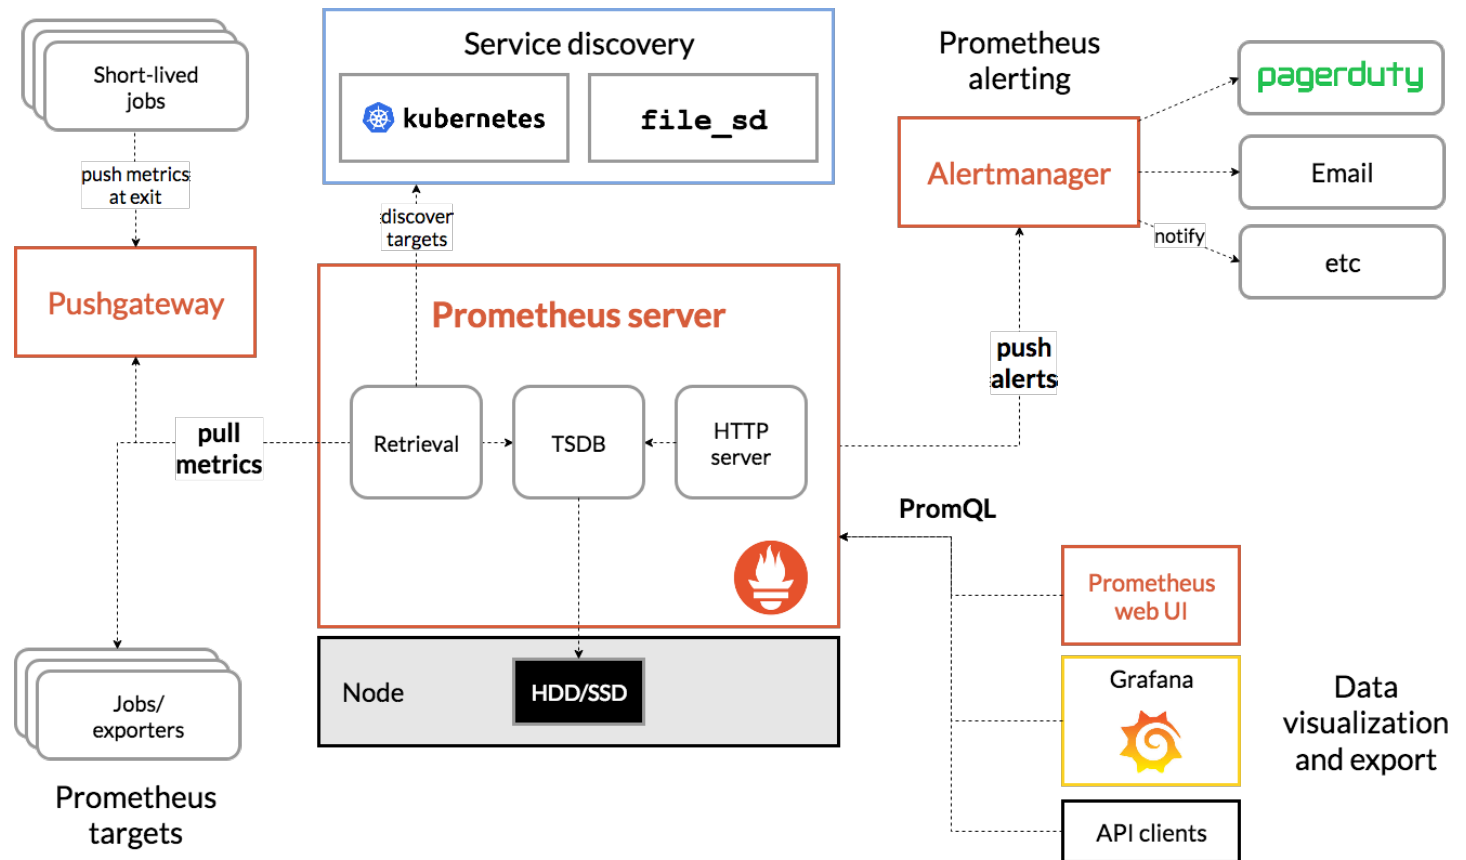 Short-lived
jobs
push metrics
at exit
Pushgateway
pull
metrics
Jobs/
exporters
Prometheus
targets
Service discovery
kubernetes
file_sd
discover
targets
Prometheus server
Retrieval
TSDB
HTTP
server
Node
HDD/SSD
Prometheus
alerting
Alertmanager
pagerduty
Email
notify
etc
push
alerts
PromQL
Prometheus
web UI
Grafana
API clients
Data
visualization
and export